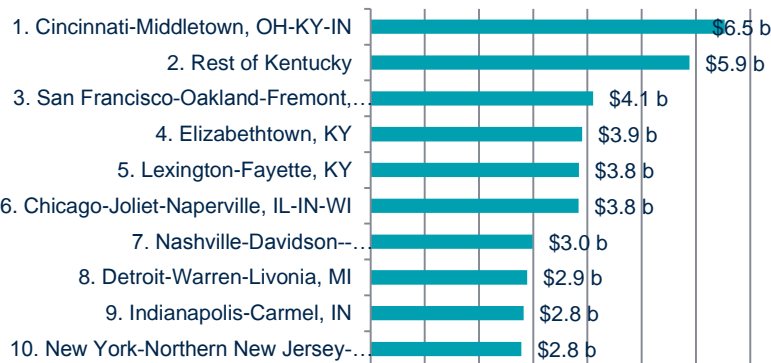 1. Cincinnati-Middletown, OH-KY-IN $6.5 b
2. Rest of Kentucky $5.9 b
3. San Francisco-Oakland-Fremont,... $4.1 b
4. Elizabethtown, KY $3.9 b
5. Lexington-Fayette, KY $3.8 b
6. Chicago-Joliet-Naperville, IL-IN-WI $3.8 b
7. Nashville-Davidson--... $3.0 b
8. Detroit-Warren-Livonia, MI $2.9 b
9. Indianapolis-Carmel, IN $2.8 b
10. New York-Northern New Jersey-... $2.8 b